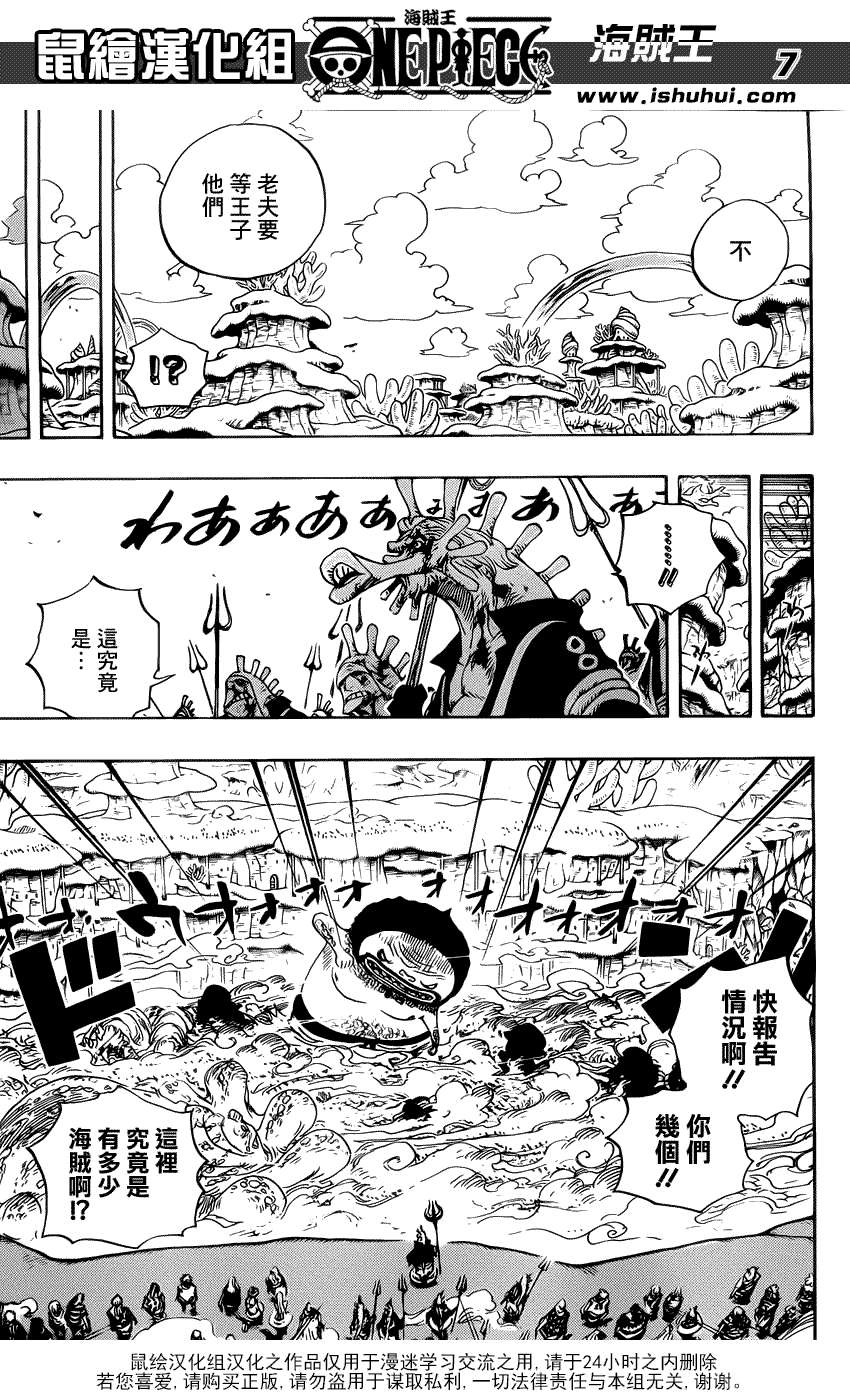 鼠繪漢化組
海賊王
ONE PIECE
海賊王
7
www.ishuhui.com
不
老夫要
等王子
他們
!?
……!!
わぁ
わあぁぁあぁぁああ
這究竟
是…
快報告
情況啊!!
你們
幾個!!
這裡
究竟是
有多少
海賊啊!?
ドドウオオオオオオオ
鼠绘汉化组汉化之作品仅用于漫迷学习交流之用,请于24小时之内删除
若您喜爱,请购买正版,请勿盗用于谋取私利,一切法律责任与本组无关,谢谢。